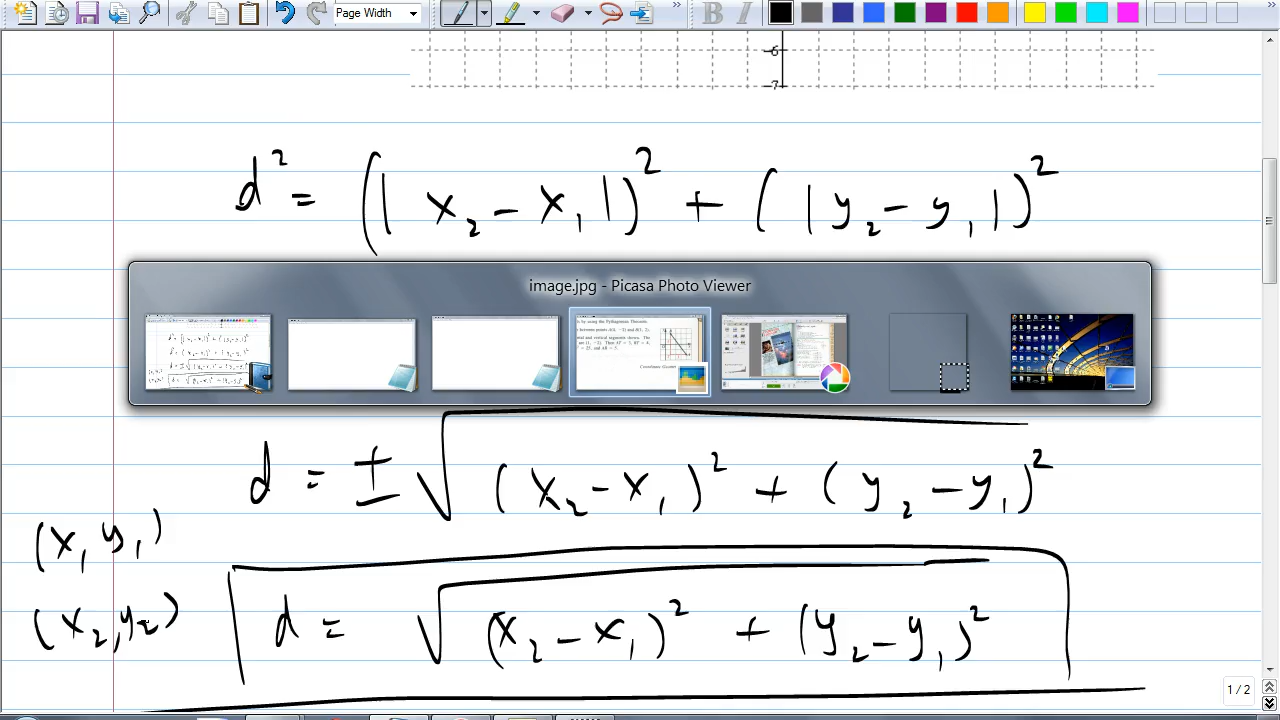 Page Width
B I
-6
-7
d² = (|x₂ - x₁|)² + (|y₂ - y₁|)²
image.jpg - Picasa Photo Viewer
d = ±√(x₂ - x₁)² + (y₂ - y₁)²
(x₁ y₁)
(x₂, y₂)
d = √(x₂ - x₁)² + (y₂ - y₁)²
1 / 2